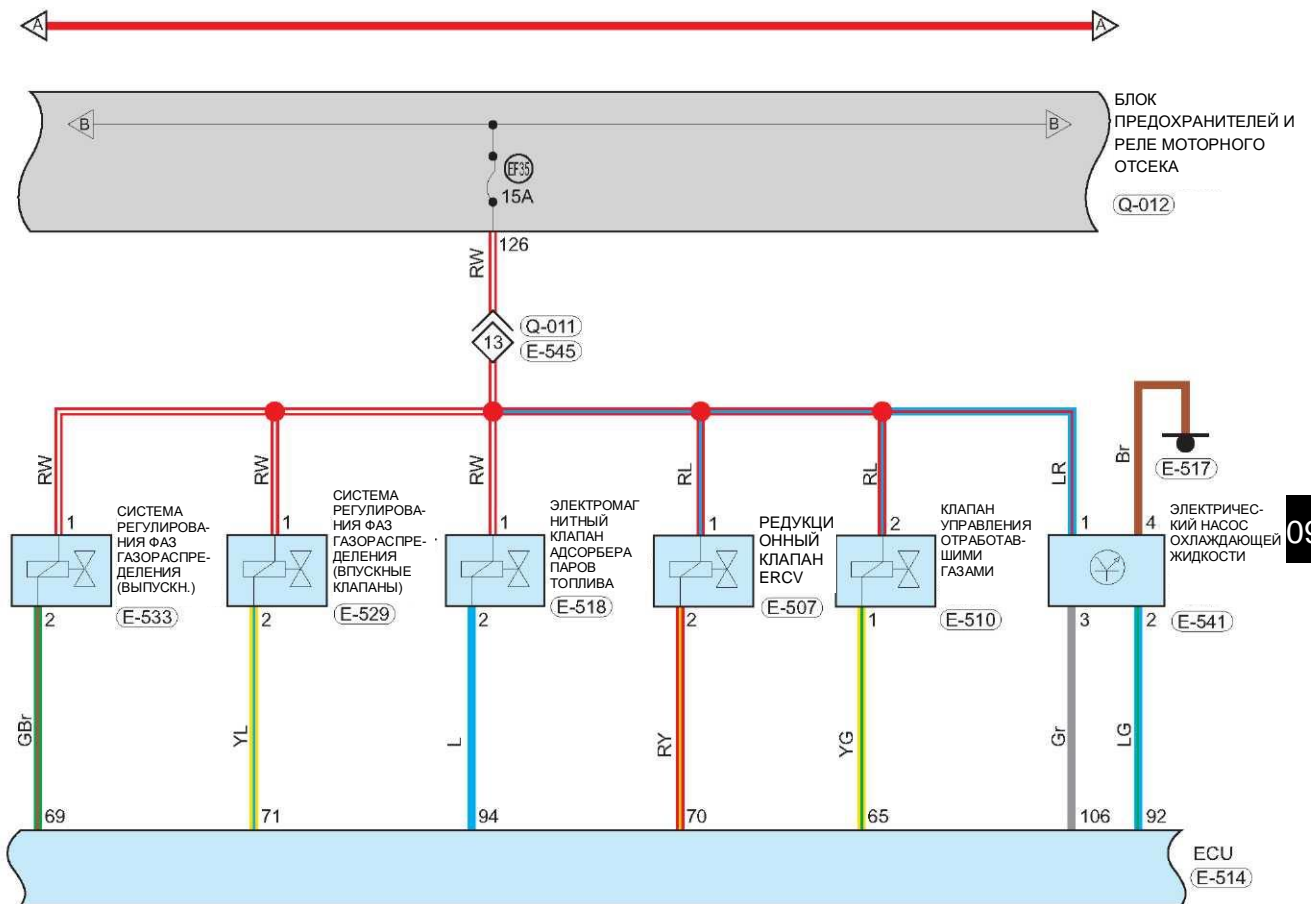 A
A
B
B
БЛОК
ПРЕДОХРАНИТЕЛЕЙ И
РЕЛЕ МОТОРНОГО
ОТСЕКА
Q-012
EF35
15A
126
RW
13
Q-011
E-545
RW
RW
RW
RL
RL
LR
Br
E-517
1
СИСТЕМА
РЕГУЛИРОВА-
НИЯ ФАЗ
ГАЗОРАСПРЕ-
ДЕЛЕНИЯ
(ВЫПУСКН.)
E-533
2
1
СИСТЕМА
РЕГУЛИРОВА-
НИЯ ФАЗ
ГАЗОРАСПРЕ-
ДЕЛЕНИЯ
(ВПУСКНЫЕ
КЛАПАНЫ)
E-529
2
1
ЭЛЕКТРОМАГ
НИТНЫЙ
КЛАПАН
АДСОРБЕРА
ПАРОВ
ТОПЛИВА
E-518
2
1
РЕДУКЦИ
ОННЫЙ
КЛАПАН
ERCV
E-507
2
2
КЛАПАН
УПРАВЛЕНИЯ
ОТРАБОТАВ-
ШИМИ
ГАЗАМИ
E-510
1
1
4
ЭЛЕКТРИЧЕС-
КИЙ НАСОС
ОХЛАЖДАЮЩЕЙ
ЖИДКОСТИ
E-541
3
2
09
GBr
YL
L
RY
YG
Gr
LG
69
71
94
70
65
106
92
ECU
E-514